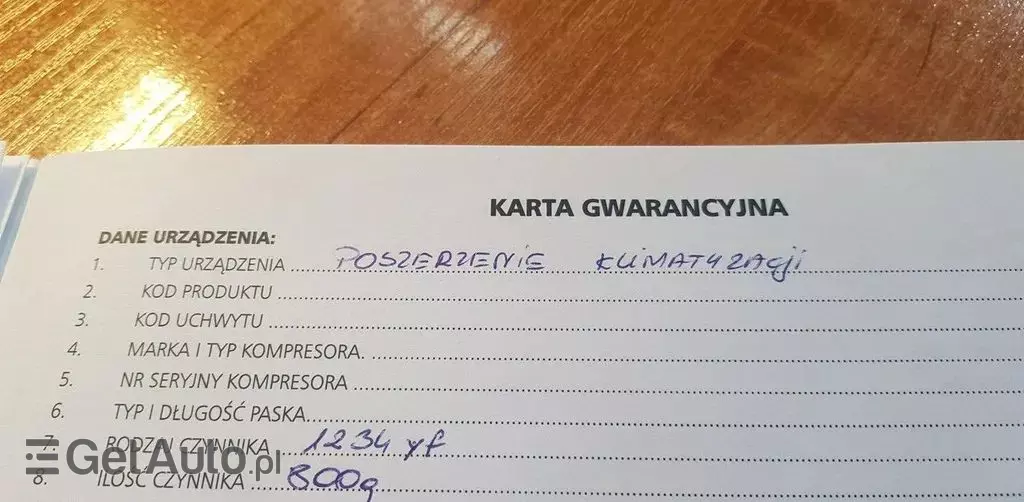 KARTA GWARANCYJNA
DANE URZĄDZENIA:
1. TYP URZĄDZENIA POSZERZENIE KLIMATYZACji
2. KOD PRODUKTU
3. KOD UCHWYTU
4. MARKA I TYP KOMPRESORA.
5. NR SERYJNY KOMPRESORA
6. TYP I DŁUGOŚĆ PASKA
7. RODZAJ CZYNNIKA 1234 yf
8. ILOŚĆ CZYNNIKA 800g
GetAuto.pl